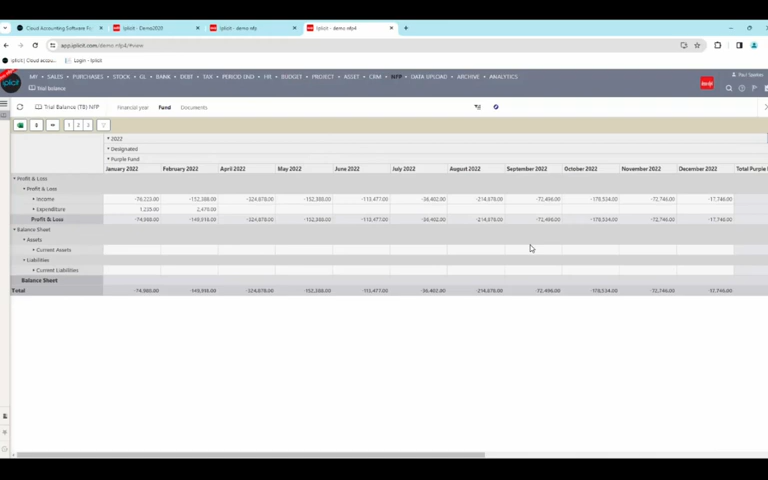 Cloud Accounting Software Fo
iplicit - Demo2020
iplicit - demo nfp
iplicit - demo nfp4
app.iplicit.com/demo.nfp4/#view
iplicit | Cloud accou...
Login - iplicit
iplicit
MY • SALES • PURCHASES • STOCK • GL • BANK • DEBT • TAX • PERIOD END • HR • BUDGET • PROJECT • ASSET • CRM • NFP • DATA UPLOAD • ARCHIVE • ANALYTICS
Paul Sparkes
Trial Balance
Trial Balance (TB) NFP
Financial year
Fund
Documents
1 2 3
2022
Designated
Purple Fund
January 2022 February 2022 April 2022 May 2022 June 2022 July 2022 August 2022 September 2022 October 2022 November 2022 December 2022 Total Purple
Profit & Loss
Profit & Loss
Income -76,223.00 -152,388.00 -324,878.00 -152,388.00 -113,477.00 -36,402.00 -214,878.00 -72,496.00 -178,534.00 -72,746.00 -17,746.00
Expenditure 1,235.00 2,470.00
Profit & Loss -74,988.00 -149,918.00 -324,878.00 -152,388.00 -113,477.00 -36,402.00 -214,878.00 -72,496.00 -178,534.00 -72,746.00 -17,746.00
Balance Sheet
Assets
Current Assets
Liabilities
Current Liabilities
Balance Sheet
Total -74,988.00 -149,918.00 -324,878.00 -152,388.00 -113,477.00 -36,402.00 -214,878.00 -72,496.00 -178,534.00 -72,746.00 -17,746.00